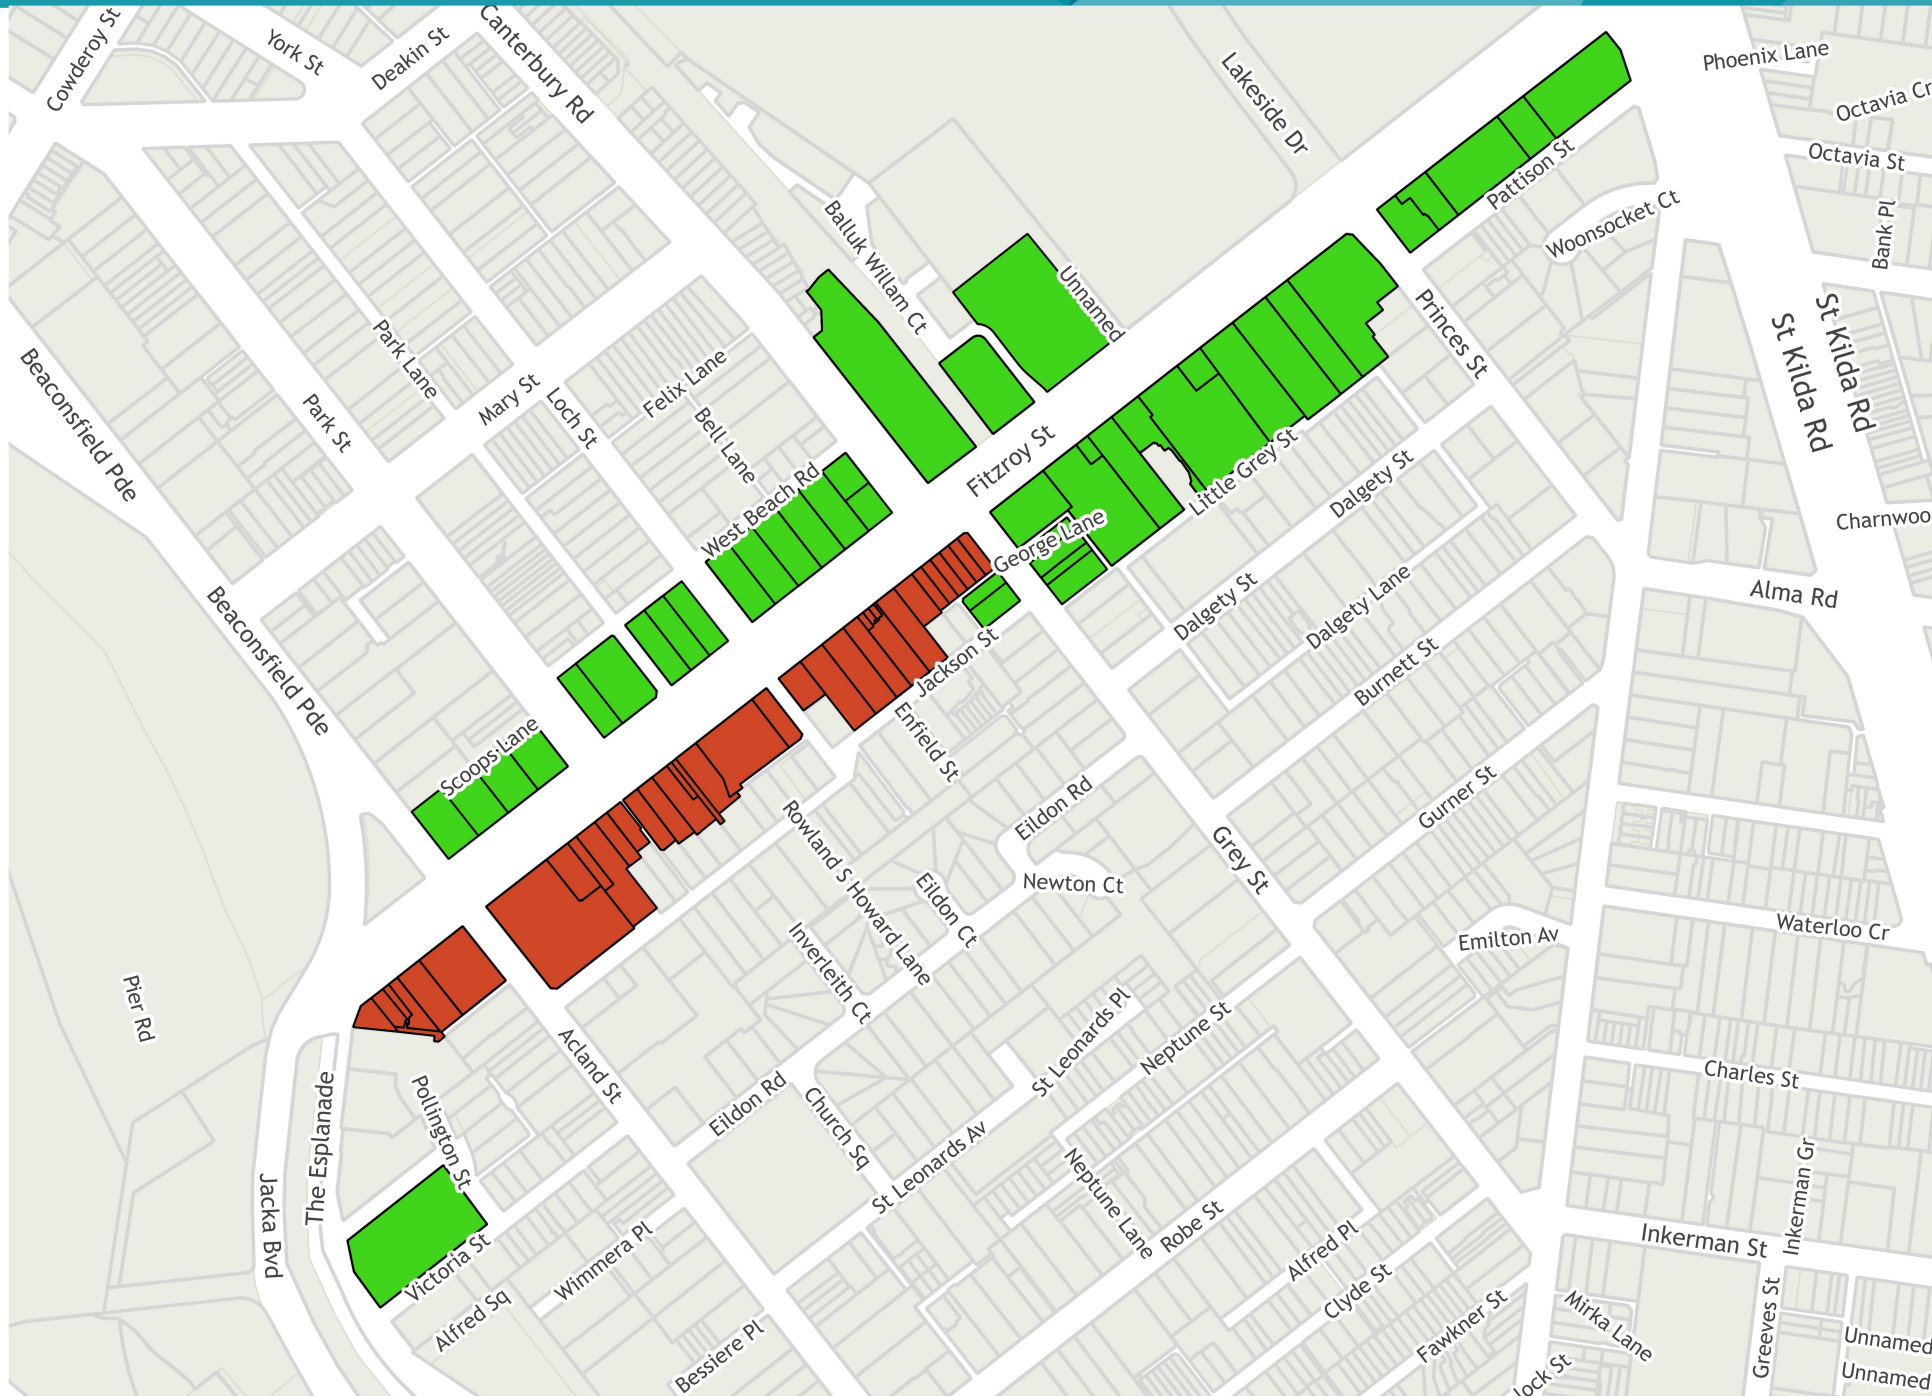 Cowderoy St
York St
Deakin St
Canterbury Rd
Lakeside Dr
Phoenix Lane
Octavia Cr
Octavia St
Pattison St
Woonsocket Ct
Bank Pl
Balluk Willam Ct
Unnamed
Princes St
St Kilda Rd
St Kilda Rd
Beaconsfield Pde
Park Lane
Park St
Mary St
Loch St
Felix Lane
Bell Lane
West Beach Rd
Fitzroy St
Little Grey St
George Lane
Dalgety St
Charnwoo
Beaconsfield Pde
Dalgety St
Dalgety Lane
Alma Rd
Burnett St
Jackson St
Enfield St
Scoops Lane
Eildon Rd
Gurner St
Rowland S Howard Lane
Grey St
Newton Ct
Eildon Ct
Inverleith Ct
Emilton Av
Waterloo Cr
Pier Rd
St Leonards Pl
Neptune St
Acland St
Charles St
The Esplanade
Pollington St
Eildon Rd
Church Sq
St Leonards Av
Neptune Lane
Robe St
Jacka Bvd
Victoria St
Wimmera Pl
Alfred Sq
Alfred Pl
Clyde St
Inkerman Gr
Inkerman St
Bessiere Pl
Fawkner St
Mirka Lane
Greeves St
Unnamed
Unnamed
lock St